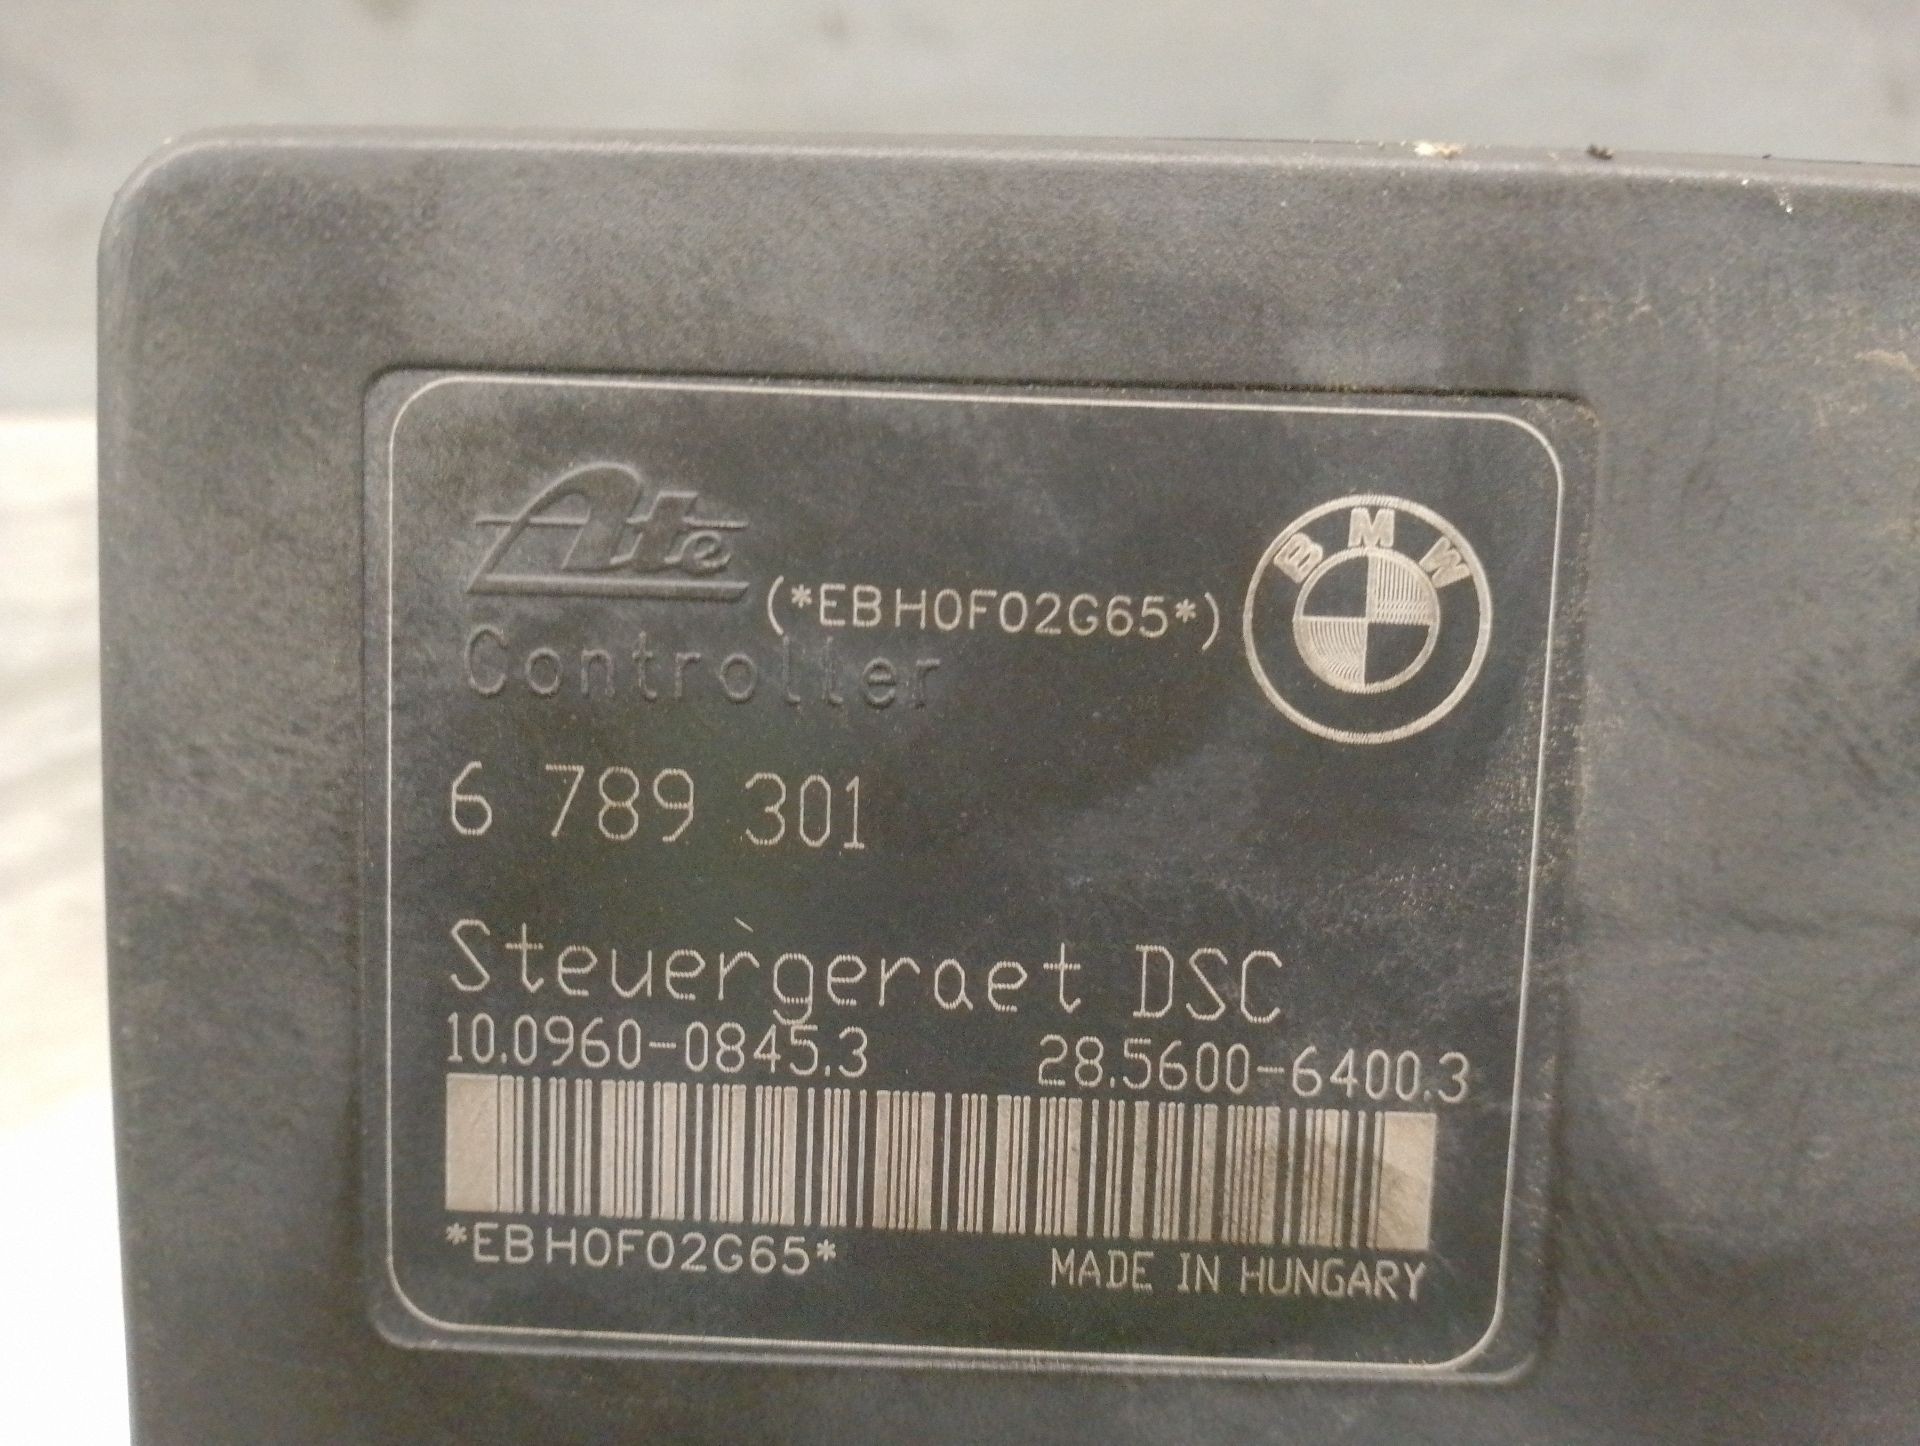 Ate
(*EBH0F02G65*)
BMW
Controller
6 789 301
Steuergeraet DSC
10.0960-0845.3 28.5600-6400.3
*EBH0F02G65*
MADE IN HUNGARY